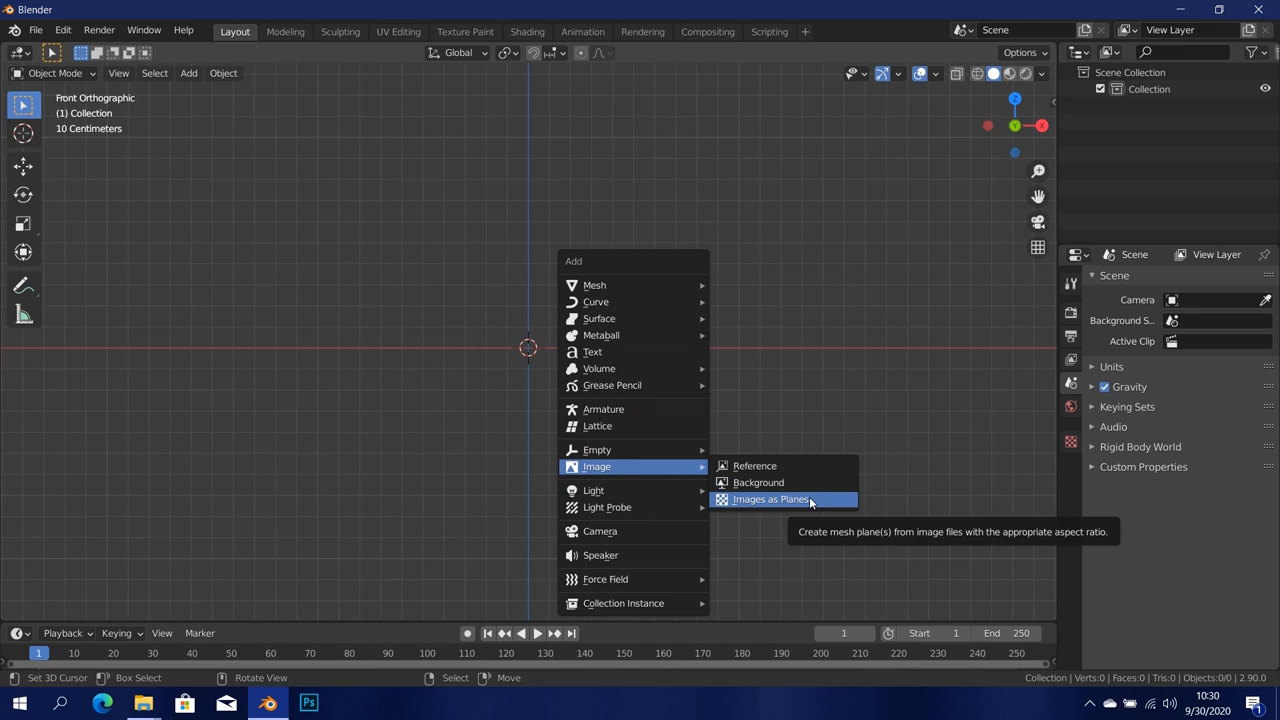 Blender
File Edit Render Window Help
Layout Modeling Sculpting UV Editing Texture Paint Shading Animation Rendering Compositing Scripting +
Scene
View Layer
Global
Options
Object Mode View Select Add Object
Front Orthographic
(1) Collection
10 Centimeters
Z
Y
X
Scene Collection
Collection
Add
Mesh
Curve
Surface
Metaball
Text
Volume
Grease Pencil
Armature
Lattice
Empty
Image
Light
Light Probe
Camera
Speaker
Force Field
Collection Instance
Reference
Background
Images as Planes
Create mesh plane(s) from image files with the appropriate aspect ratio.
Scene View Layer
Scene
Camera
Background S...
Active Clip
Units
Gravity
Keying Sets
Audio
Rigid Body World
Custom Properties
Playback Keying View Marker
1 Start 1 End 250
1 10 20 30 40 50 60 70 80 90 100 110 120 130 140 150 160 170 180 190 200 210 220 230 240 250
Set 3D Cursor Box Select Rotate View Select Move
Collection | Verts:0 | Faces:0 | Tris:0 | Objects:0/0 | 2.90.0
Ps
10:30
9/30/2020
1